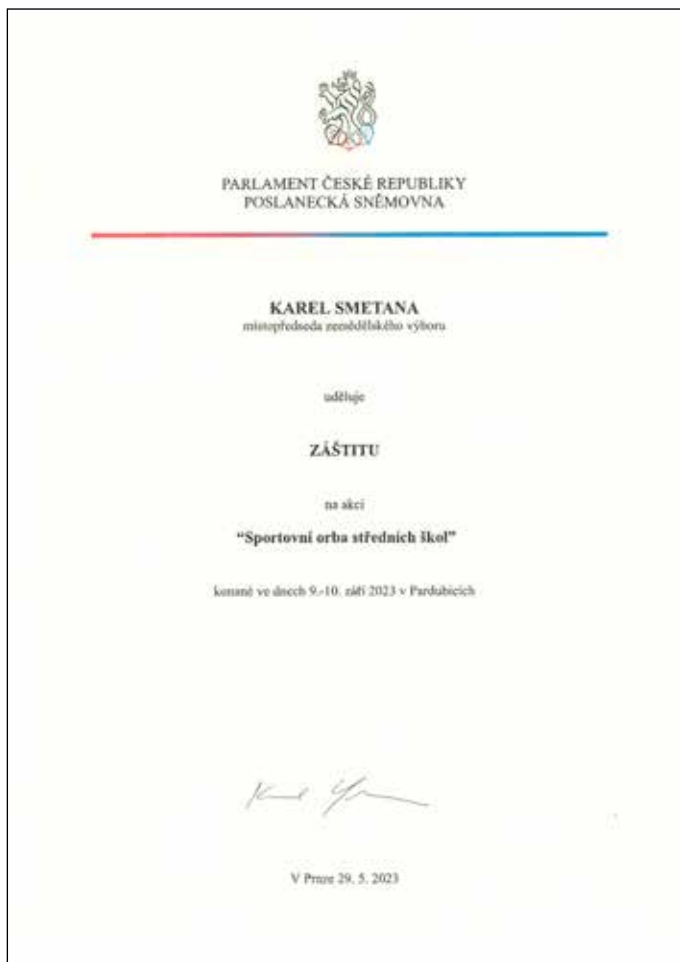 PARLAMENT ČESKÉ REPUBLIKY
POSLANECKÁ SNĚMOVNA
KAREL SMETANA
místopředseda zemědělského výboru
uděluje
ZÁŠTITU
na akci
“Sportovní orba středních škol”
konané ve dnech 9.-10. září 2023 v Pardubicích
V Praze 29. 5. 2023